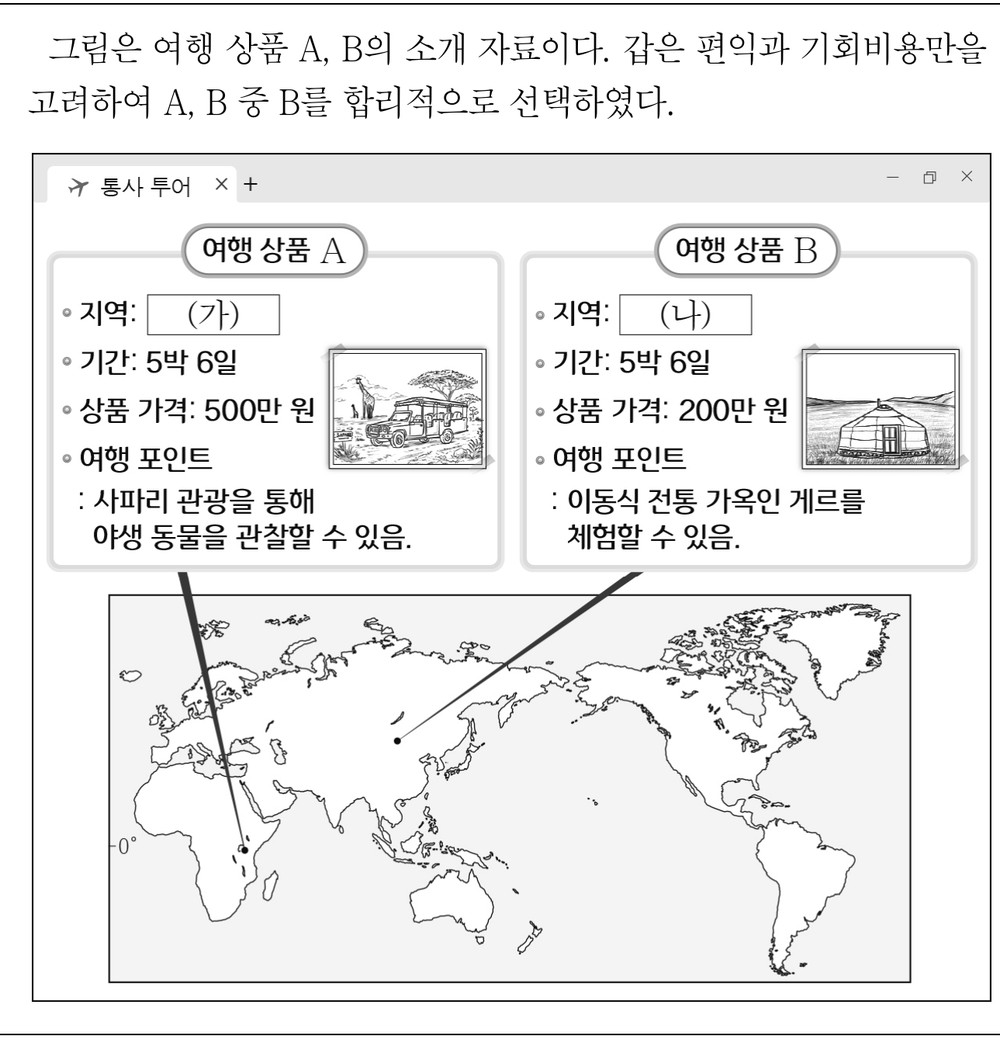 그림은 여행 상품 A, B의 소개 자료이다. 갑은 편익과 기회비용만을
고려하여 A, B 중 B를 합리적으로 선택하였다.
통사 투어
여행 상품 A
지역: (가)
기간: 5박 6일
상품 가격: 500만 원
여행 포인트
: 사파리 관광을 통해
야생 동물을 관찰할 수 있음.
여행 상품 B
지역: (나)
기간: 5박 6일
상품 가격: 200만 원
여행 포인트
: 이동식 전통 가옥인 게르를
체험할 수 있음.
0°